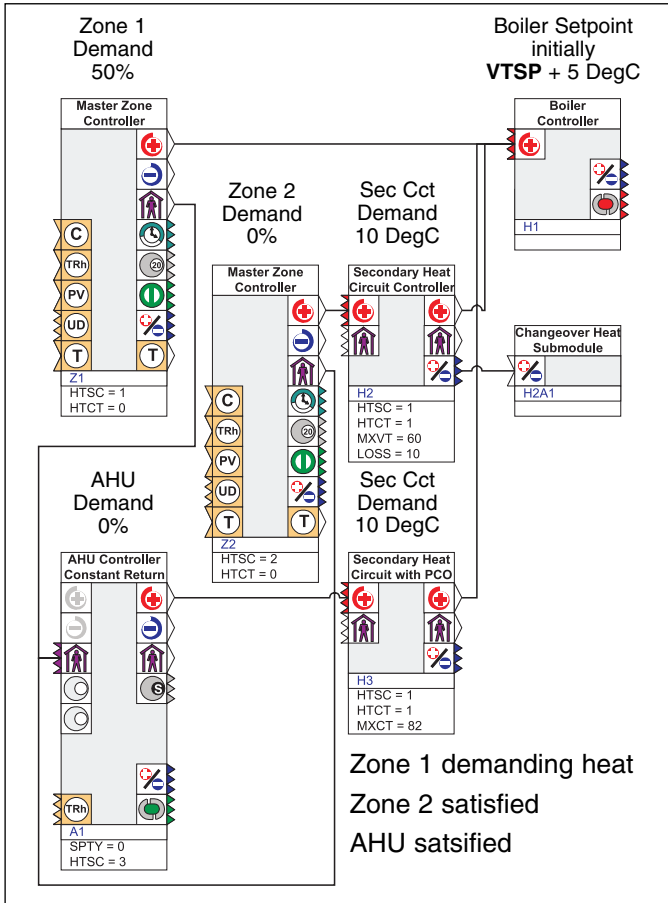 Zone 1
Demand
50%
Boiler Setpoint
initially
VTSP + 5 DegC
Master Zone
Controller
C
TRh
20
PV
UD
T
T
Z1
HTSC = 1
HTCT = 0
Boiler
Controller
H1
Zone 2
Demand
0%
Sec Cct
Demand
10 DegC
Master Zone
Controller
C
TRh
20
PV
UD
T
T
Z2
HTSC = 2
HTCT = 0
Secondary Heat
Circuit Controller
H2
HTSC = 1
HTCT = 1
MXVT = 60
LOSS = 10
Changeover Heat
Submodule
H2A1
AHU
Demand
0%
Sec Cct
Demand
10 DegC
AHU Controller
Constant Return
S
TRh
A1
SPTY = 0
HTSC = 3
Secondary Heat
Circuit with PCO
H3
HTSC = 1
HTCT = 1
MXCT = 82
Zone 1 demanding heat
Zone 2 satisfied
AHU satsified